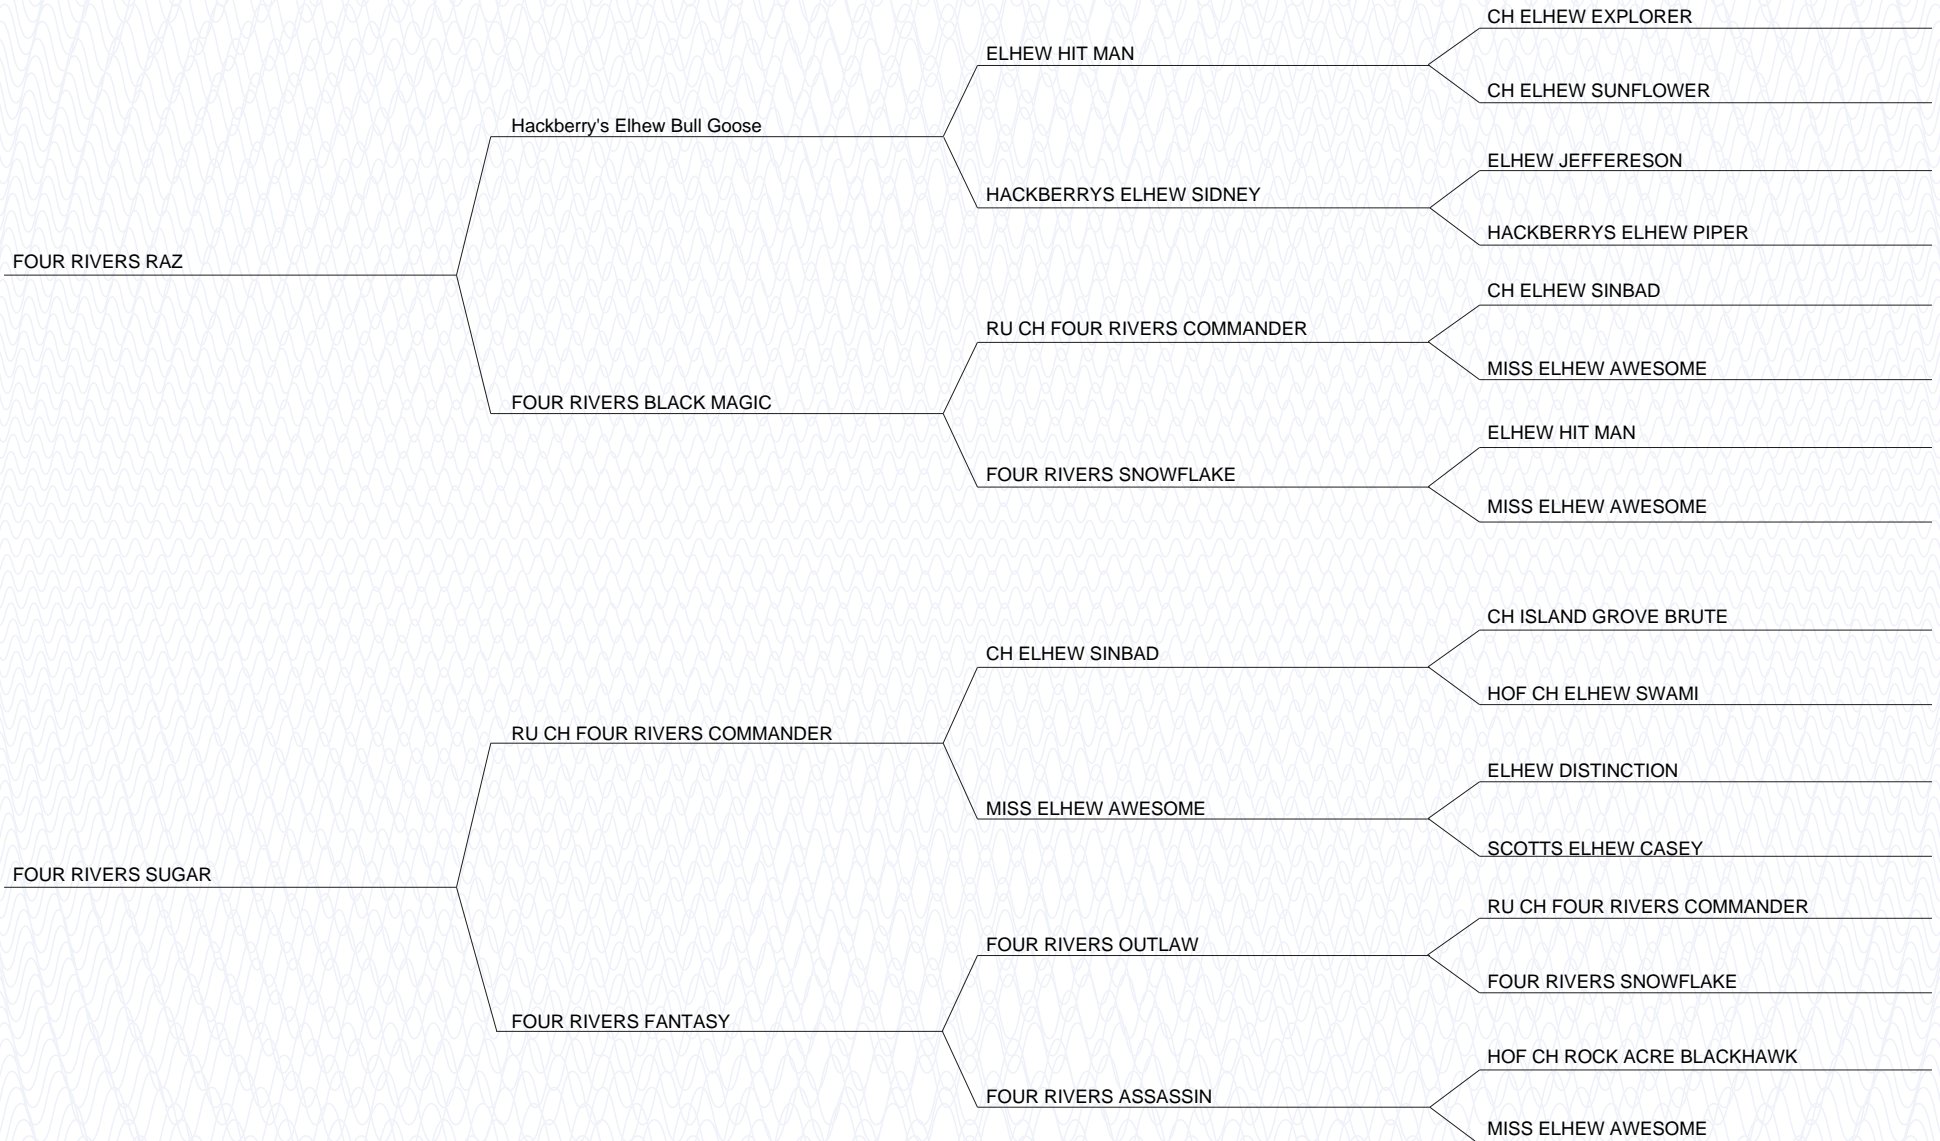 CH ELHEW EXPLORER
ELHEW HIT MAN
CH ELHEW SUNFLOWER
Hackberry's Elhew Bull Goose
ELHEW JEFFERESON
HACKBERRYS ELHEW SIDNEY
HACKBERRYS ELHEW PIPER
FOUR RIVERS RAZ
CH ELHEW SINBAD
RU CH FOUR RIVERS COMMANDER
MISS ELHEW AWESOME
FOUR RIVERS BLACK MAGIC
ELHEW HIT MAN
FOUR RIVERS SNOWFLAKE
MISS ELHEW AWESOME
CH ISLAND GROVE BRUTE
CH ELHEW SINBAD
HOF CH ELHEW SWAMI
RU CH FOUR RIVERS COMMANDER
ELHEW DISTINCTION
MISS ELHEW AWESOME
SCOTTS ELHEW CASEY
FOUR RIVERS SUGAR
RU CH FOUR RIVERS COMMANDER
FOUR RIVERS OUTLAW
FOUR RIVERS SNOWFLAKE
FOUR RIVERS FANTASY
HOF CH ROCK ACRE BLACKHAWK
FOUR RIVERS ASSASSIN
MISS ELHEW AWESOME